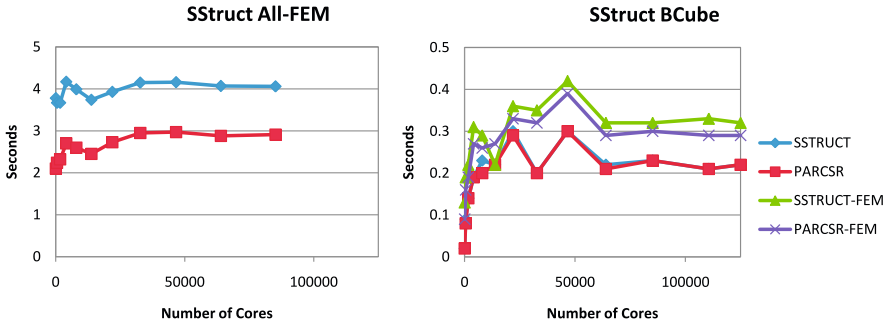 SStruct All-FEM
5
4
3
2
1
0
Seconds
0
50000
100000
Number of Cores
SStruct BCube
0.5
0.4
0.3
0.2
0.1
0
Seconds
0
50000
100000
Number of Cores
SSTRUCT
PARCSR
SSTRUCT-FEM
PARCSR-FEM